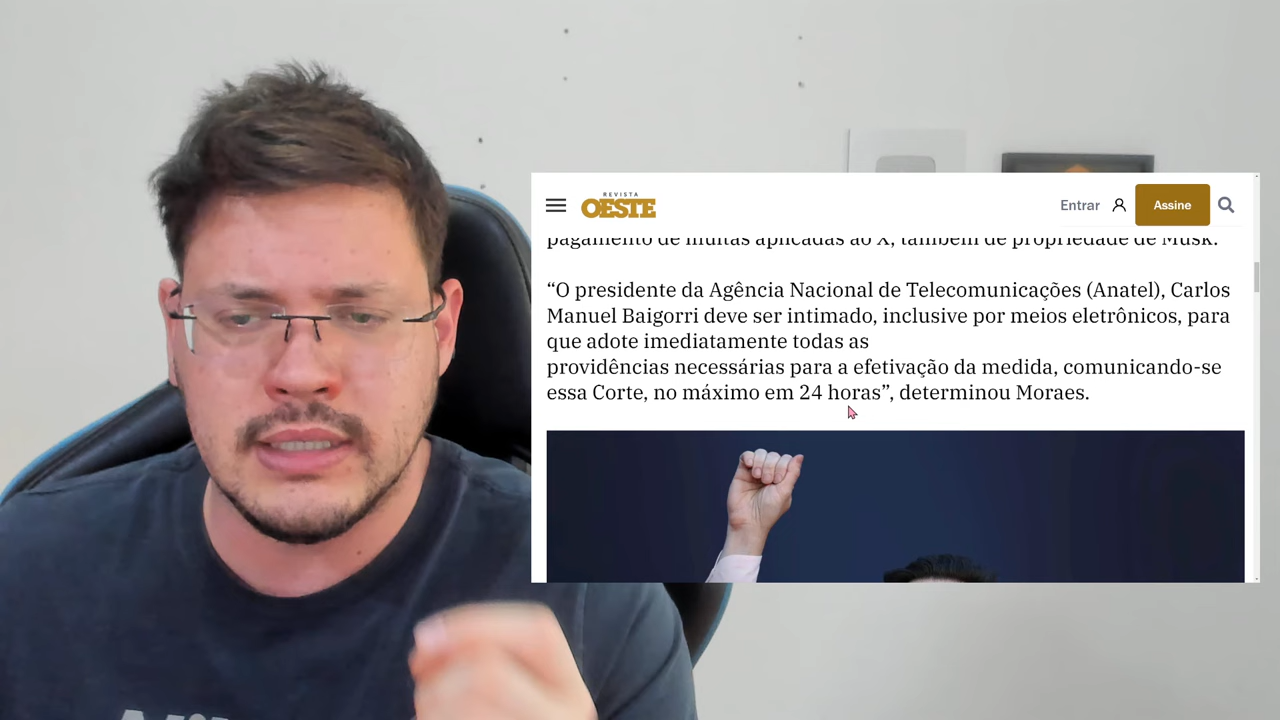 REVISTA
OESTE
Entrar
Assine
pagamento de multas aplicadas ao X, também de propriedade de Musk.
“O presidente da Agência Nacional de Telecomunicações (Anatel), Carlos
Manuel Baigorri deve ser intimado, inclusive por meios eletrônicos, para
que adote imediatamente todas as
providências necessárias para a efetivação da medida, comunicando-se
essa Corte, no máximo em 24 horas”, determinou Moraes.